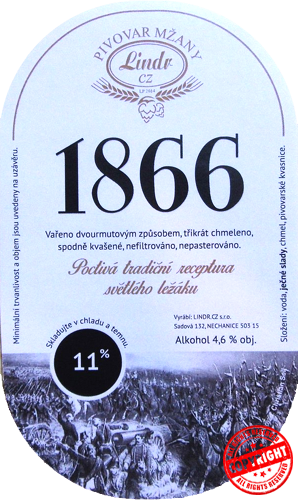 PIVOVAR MŽANY
Lindr
CZ
LP 2014
1866
Vařeno dvourmutovým způsobem, třikrát chmeleno,
spodně kvašené, nefiltrováno, nepasterováno.
Poctivá tradiční receptura
světlého ležáku
Minimální trvanlivost a objem jsou uvedeny na uzávěru.
Složení: voda, ječné slady, chmel, pivovarské kvasnice.
Skladujte v chladu a temnu.
11%
Vyrábí: LINDR.CZ s.r.o.
Sadová 132, NECHANICE 503 15
Alkohol 4,6 % obj.
COPYRIGHT
ALL RIGHTS RESERVED